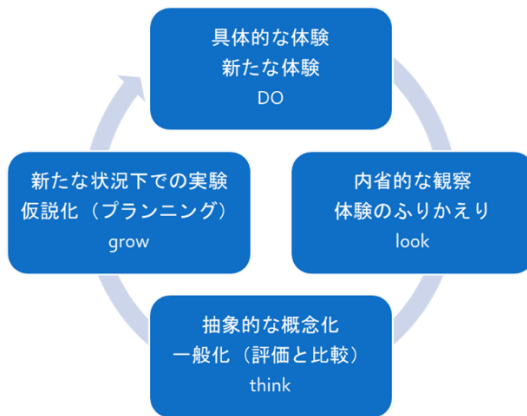 具体的な体験
新たな体験
DO
内省的な観察
体験のふりかえり
look
抽象的な概念化
一般化（評価と比較）
think
新たな状況下での実験
仮説化（プランニング）
grow